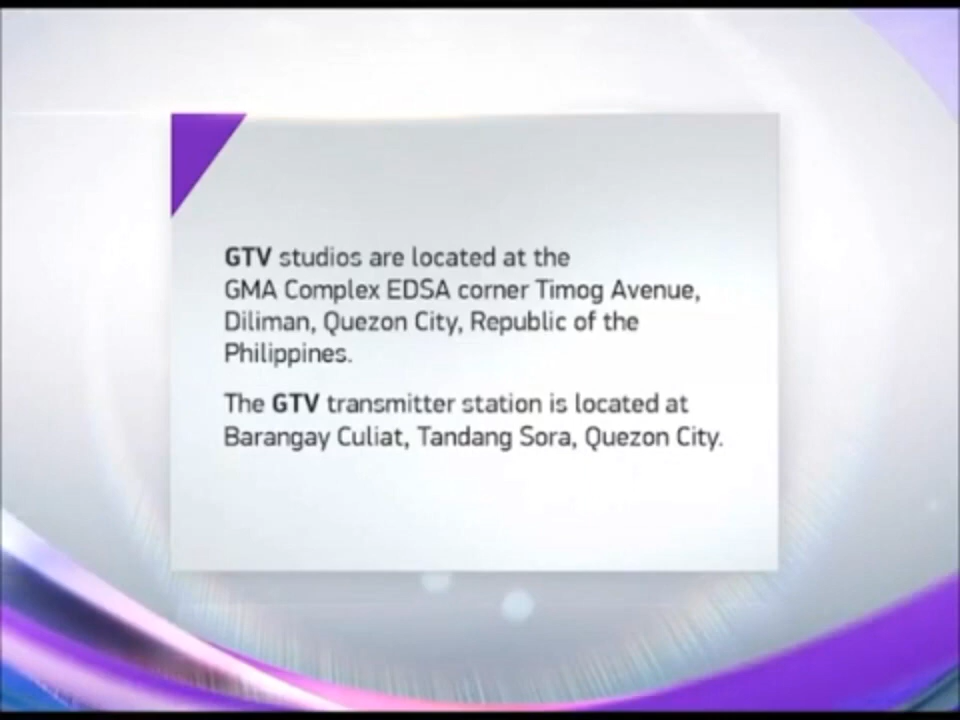 GTV studios are located at the
GMA Complex EDSA corner Timog Avenue,
Diliman, Quezon City, Republic of the
Philippines.
The GTV transmitter station is located at
Barangay Culiat, Tandang Sora, Quezon City.